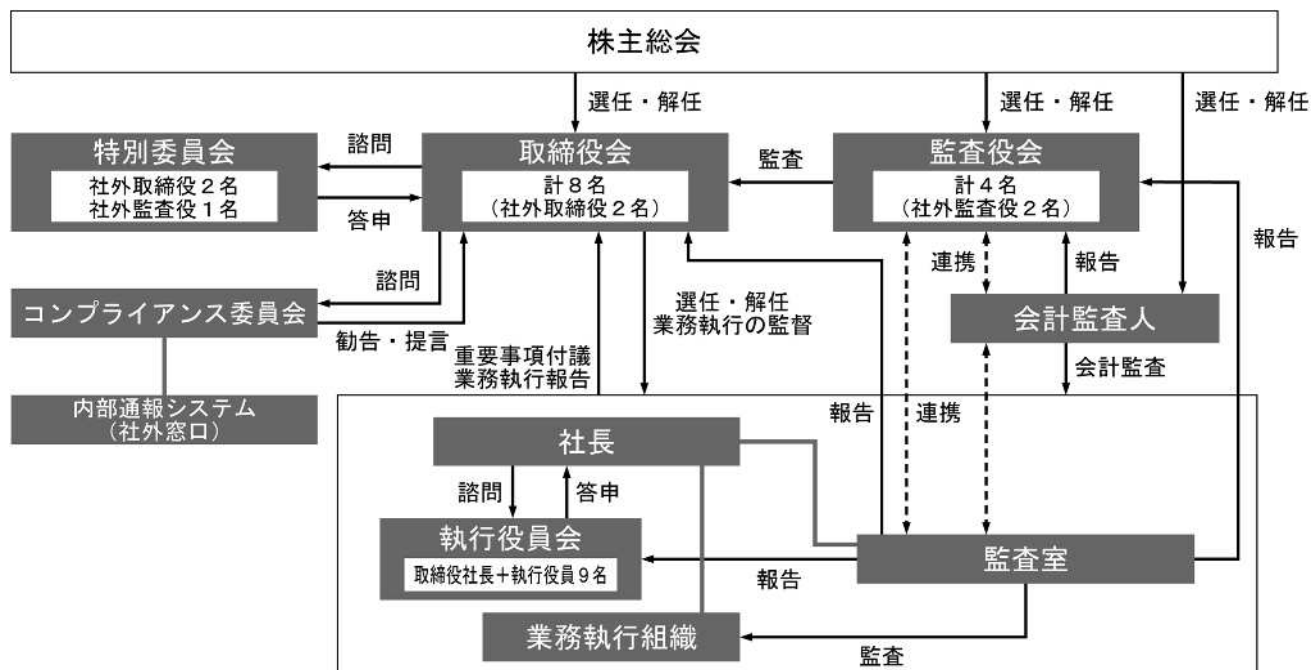 株主総会
選任・解任
選任・解任
選任・解任
特別委員会
社外取締役2名
社外監査役1名
諮問
答申
取締役会
計8名
(社外取締役2名)
監査
監査役会
計4名
(社外監査役2名)
報告
諮問
コンプライアンス委員会
勧告・提言
選任・解任
業務執行の監督
連携
報告
会計監査人
重要事項付議
業務執行報告
会計監査
内部通報システム
(社外窓口)
報告
連携
社長
諮問
答申
執行役員会
取締役社長+執行役員9名
報告
監査室
業務執行組織
監査